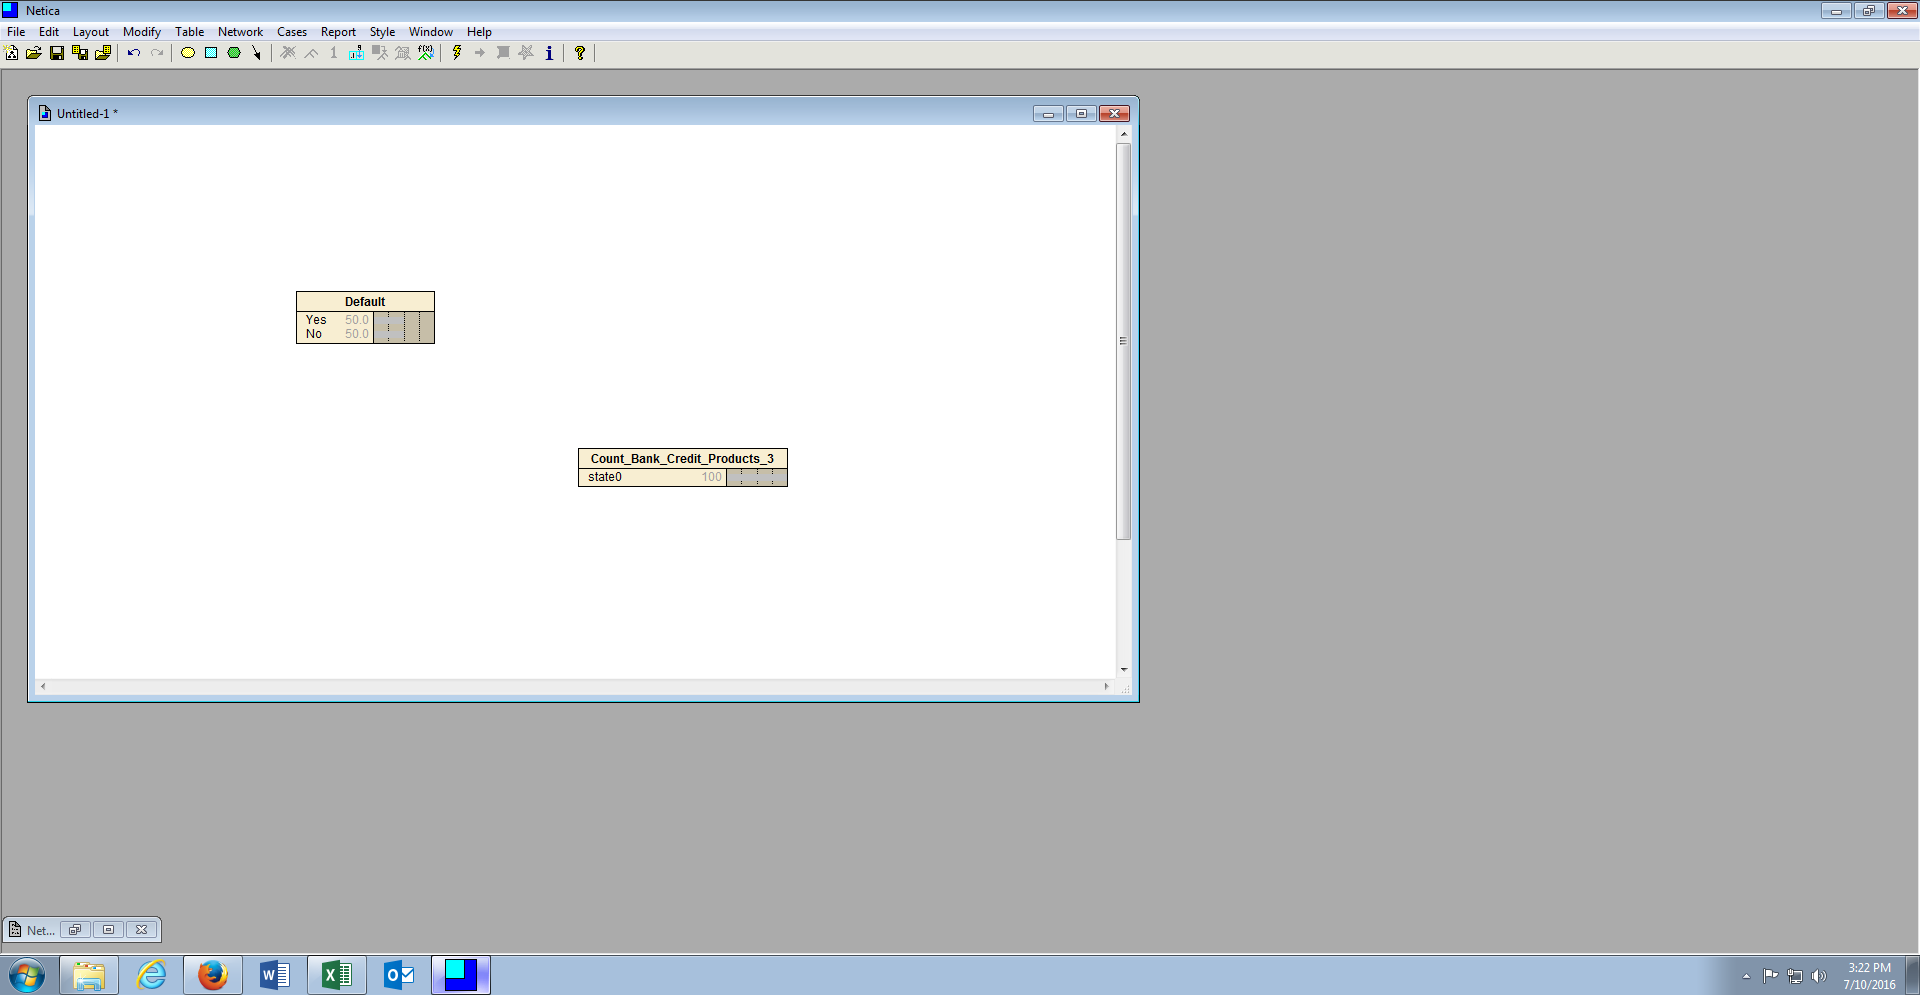 Netica
File Edit Layout Modify Table Network Cases Report Style Window Help
1 f(x) i ?
Untitled-1 *
Default
Yes 50.0
No 50.0
Count_Bank_Credit_Products_3
state0 100
Net...
3:22 PM
7/10/2016